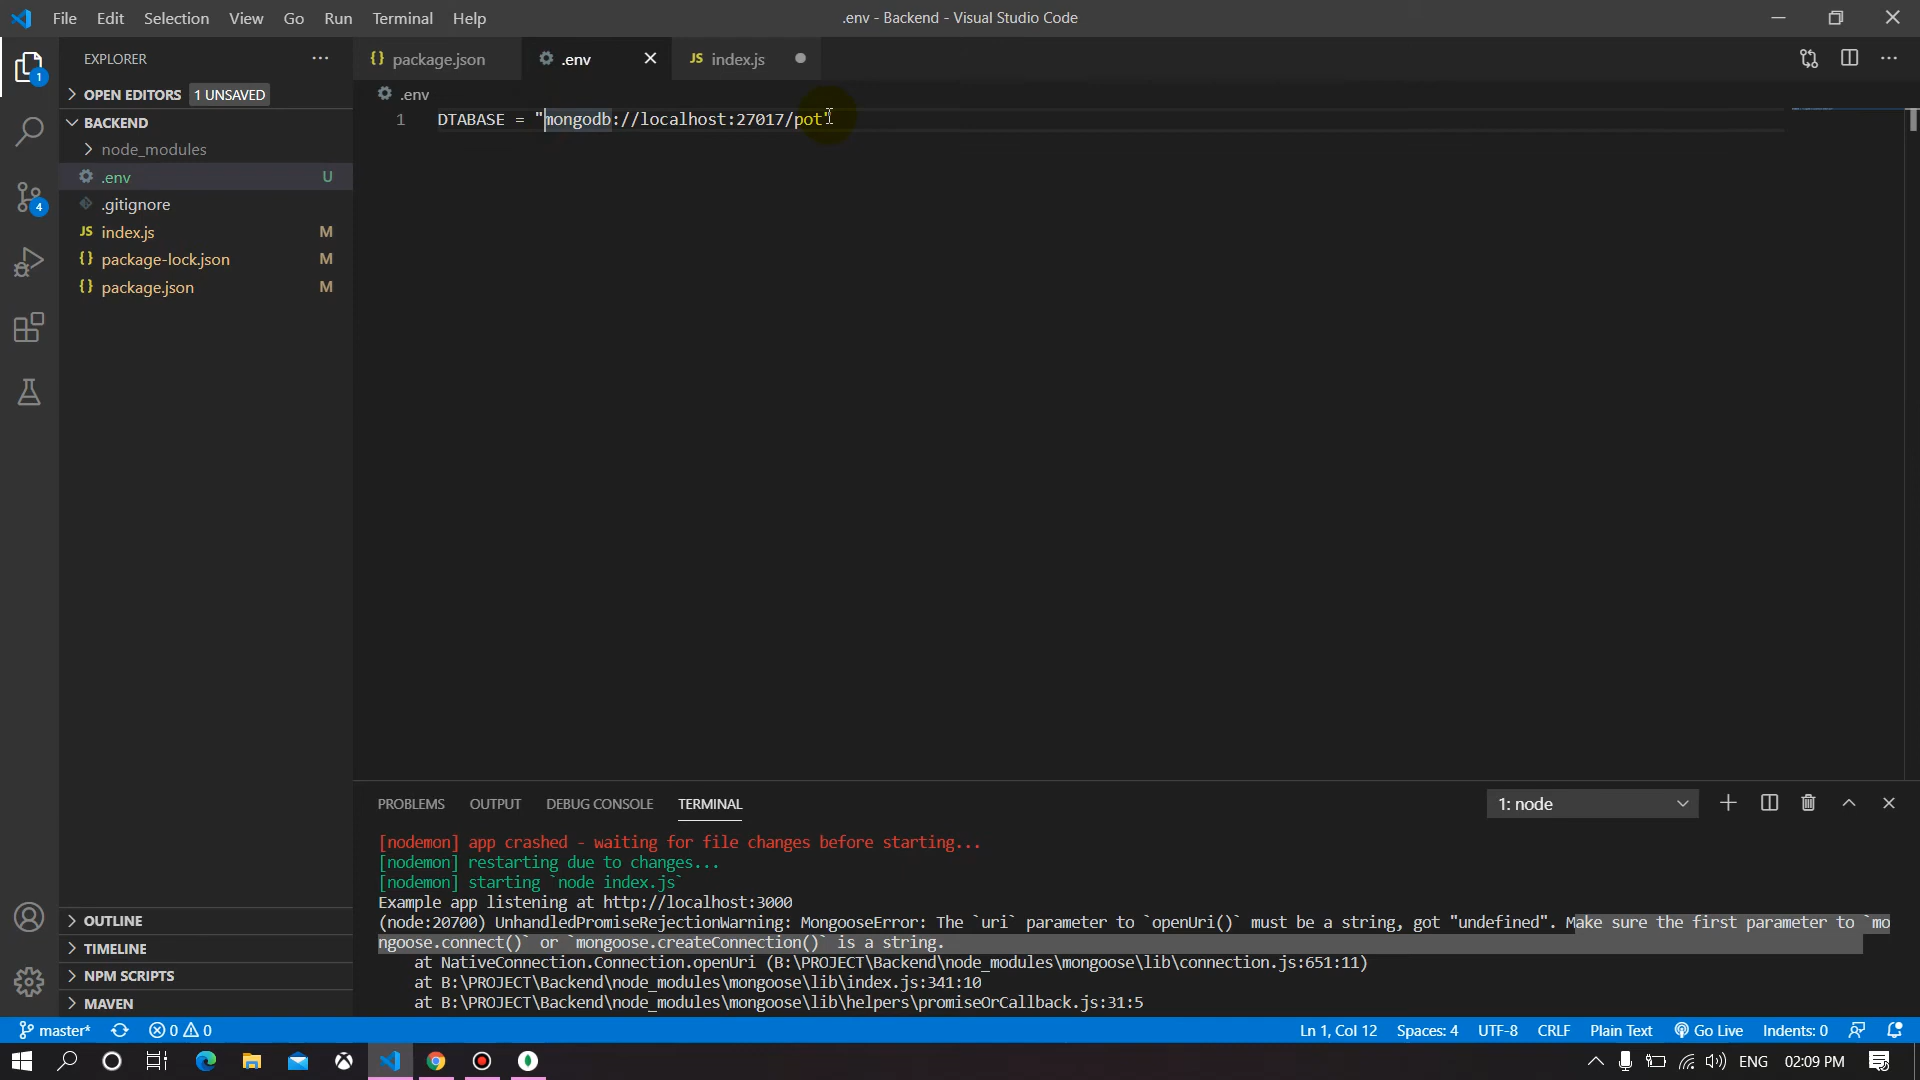 File Edit Selection View Go Run Terminal Help
.env - Backend - Visual Studio Code
EXPLORER
package.json
.env
JS index.js
OPEN EDITORS 1 UNSAVED
.env
BACKEND
1 DTABASE = "mongodb://localhost:27017/pot"
node_modules
.env U
.gitignore
JS index.js M
{} package-lock.json M
{} package.json M
1
4
PROBLEMS OUTPUT DEBUG CONSOLE TERMINAL
1: node
[nodemon] app crashed - waiting for file changes before starting...
[nodemon] restarting due to changes...
[nodemon] starting `node index.js`
Example app listening at http://localhost:3000
(node:20700) UnhandledPromiseRejectionWarning: MongooseError: The `uri` parameter to `openUri()` must be a string, got "undefined". Make sure the first parameter to `mo
ngoose.connect()` or `mongoose.createConnection()` is a string.
at NativeConnection.Connection.openUri (B:\PROJECT\Backend\node_modules\mongoose\lib\connection.js:651:11)
at B:\PROJECT\Backend\node_modules\mongoose\lib\index.js:341:10
at B:\PROJECT\Backend\node_modules\mongoose\lib\helpers\promiseOrCallback.js:31:5
OUTLINE
TIMELINE
NPM SCRIPTS
MAVEN
master* 0 0
Ln 1, Col 12 Spaces: 4 UTF-8 CRLF Plain Text Go Live Indents: 0
ENG 02:09 PM